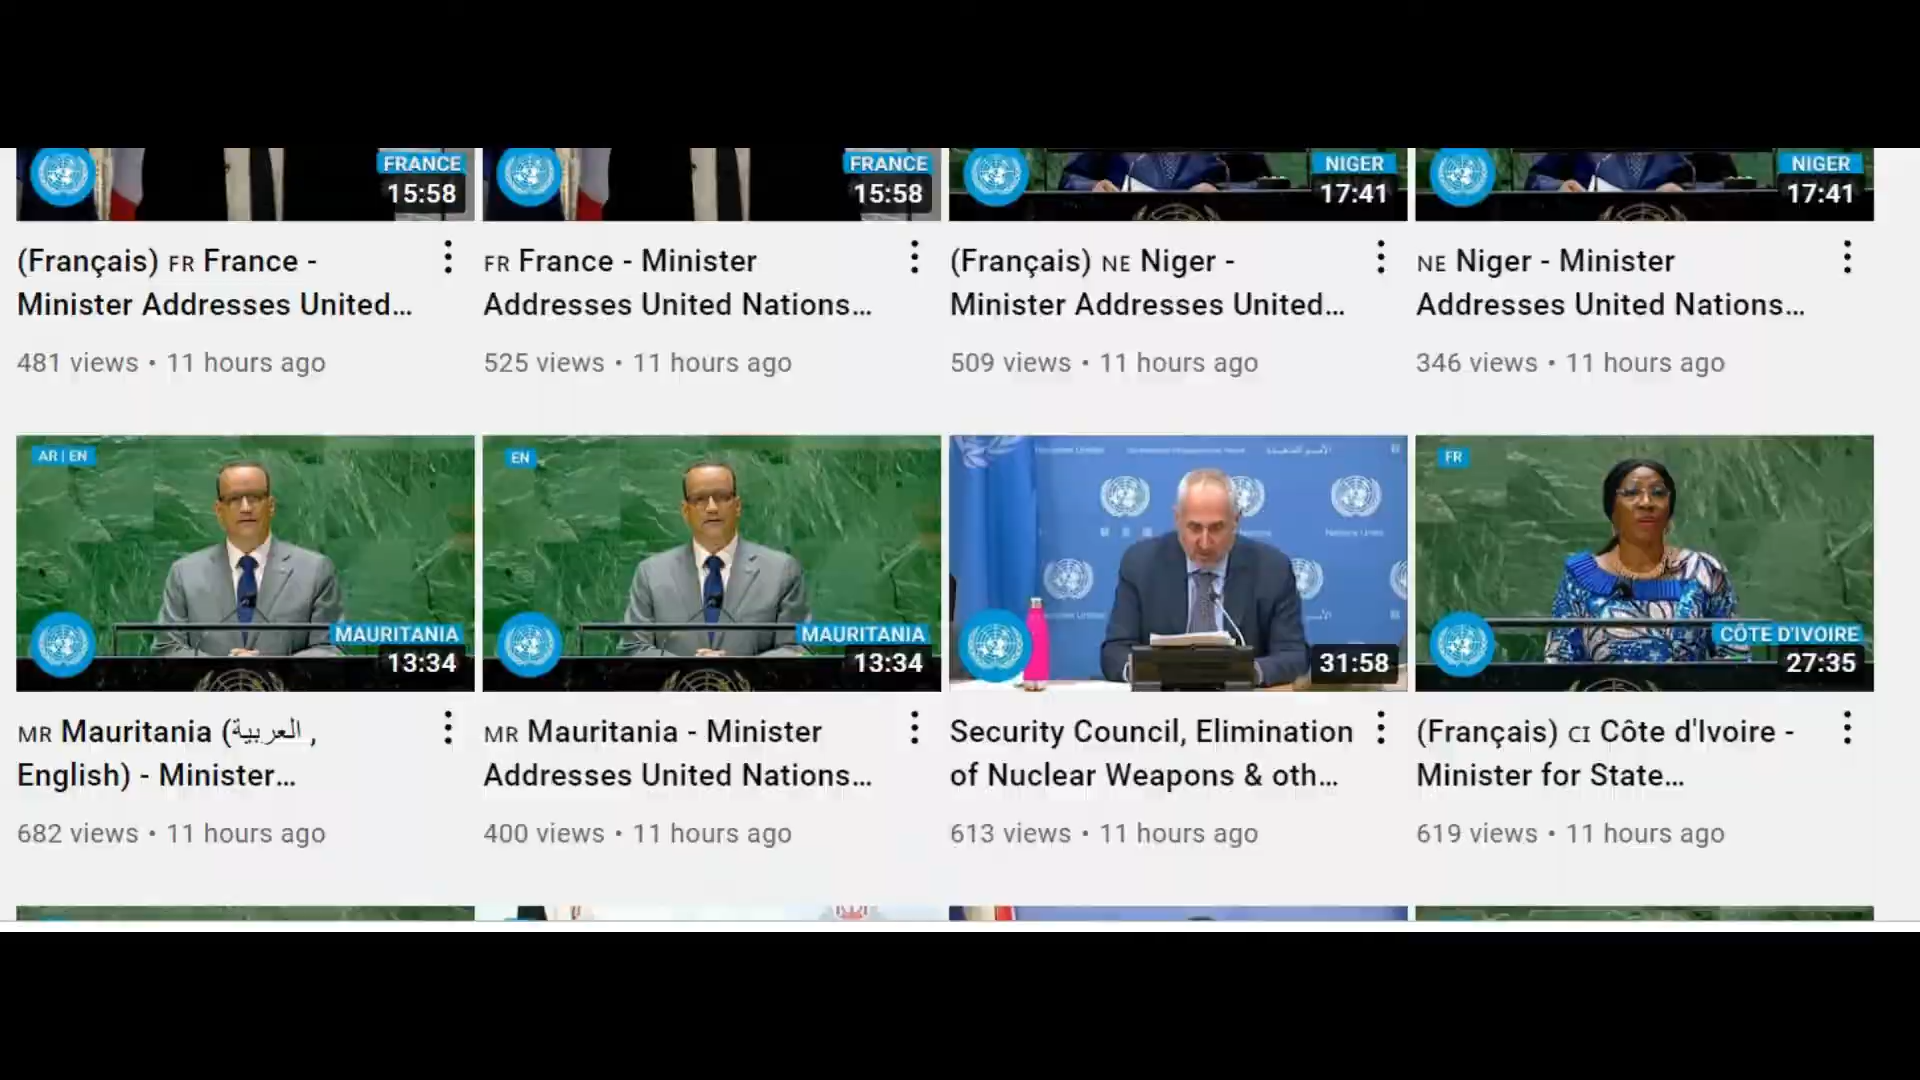 FRANCE
15:58
FRANCE
15:58
NIGER
17:41
NIGER
17:41
(Français) FR France -
Minister Addresses United...
481 views • 11 hours ago
FR France - Minister
Addresses United Nations...
525 views • 11 hours ago
(Français) NE Niger -
Minister Addresses United...
509 views • 11 hours ago
NE Niger - Minister
Addresses United Nations...
346 views • 11 hours ago
AR | EN
MAURITANIA
13:34
EN
MAURITANIA
13:34
31:58
FR
CÔTE D'IVOIRE
27:35
MR Mauritania (العربية ,
English) - Minister...
682 views • 11 hours ago
MR Mauritania - Minister
Addresses United Nations...
400 views • 11 hours ago
Security Council, Elimination
of Nuclear Weapons & oth...
613 views • 11 hours ago
(Français) CI Côte d'Ivoire -
Minister for State...
619 views • 11 hours ago